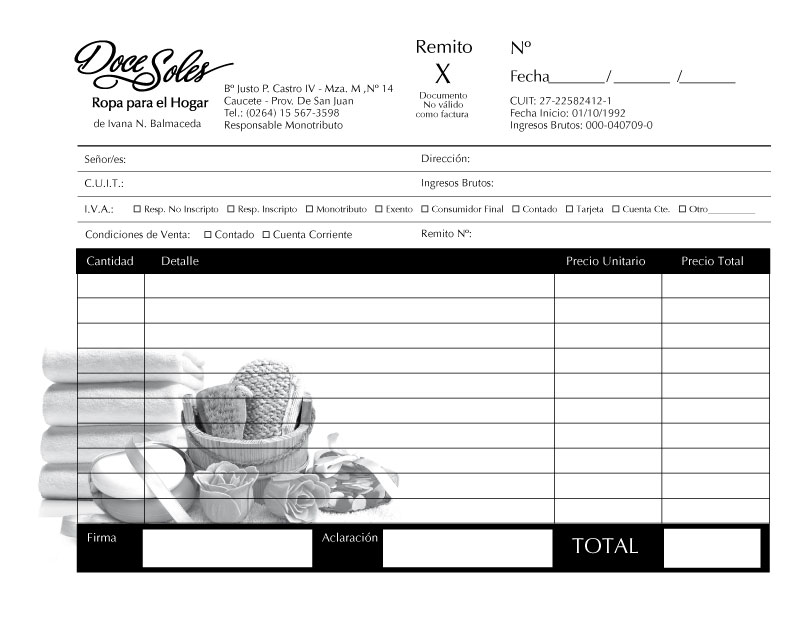 Doce Soles
Ropa para el Hogar
de Ivana N. Balmaceda
Bº Justo P. Castro IV - Mza. M ,Nº 14
Caucete - Prov. De San Juan
Tel.: (0264) 15 567-3598
Responsable Monotributo
Remito
X
Documento
No válido
como factura
Nº
Fecha_______/ _______ /_______
CUIT: 27-22582412-1
Fecha Inicio: 01/10/1992
Ingresos Brutos: 000-040709-0
Señor/es: Dirección:
C.U.I.T.: Ingresos Brutos:
I.V.A.: Resp. No Inscripto Resp. Inscripto Monotributo Exento Consumidor Final Contado Tarjeta Cuenta Cte. Otro__________
Condiciones de Venta: Contado Cuenta Corriente Remito Nº:
Cantidad Detalle Precio Unitario Precio Total
Firma Aclaración TOTAL